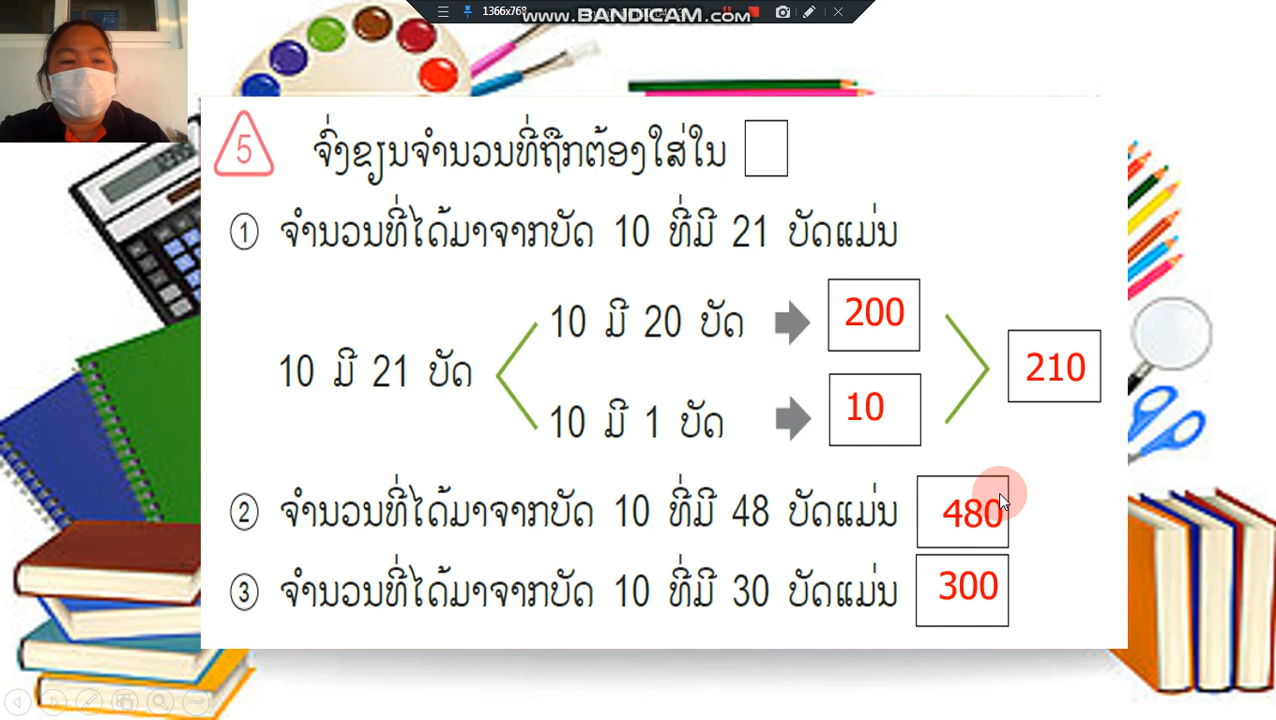 1366x768
www.BANDICAM.com
5 ຈົ່ງຂຽນຈຳນວນທີ່ຖືກຕ້ອງໃສ່ໃນ
① ຈຳນວນທີ່ໄດ້ມາຈາກບັດ 10 ທີ່ມີ 21 ບັດແມ່ນ
10 ມີ 20 ບັດ 200
10 ມີ 21 ບັດ 210
10 ມີ 1 ບັດ 10
② ຈຳນວນທີ່ໄດ້ມາຈາກບັດ 10 ທີ່ມີ 48 ບັດແມ່ນ 480
③ ຈຳນວນທີ່ໄດ້ມາຈາກບັດ 10 ທີ່ມີ 30 ບັດແມ່ນ 300